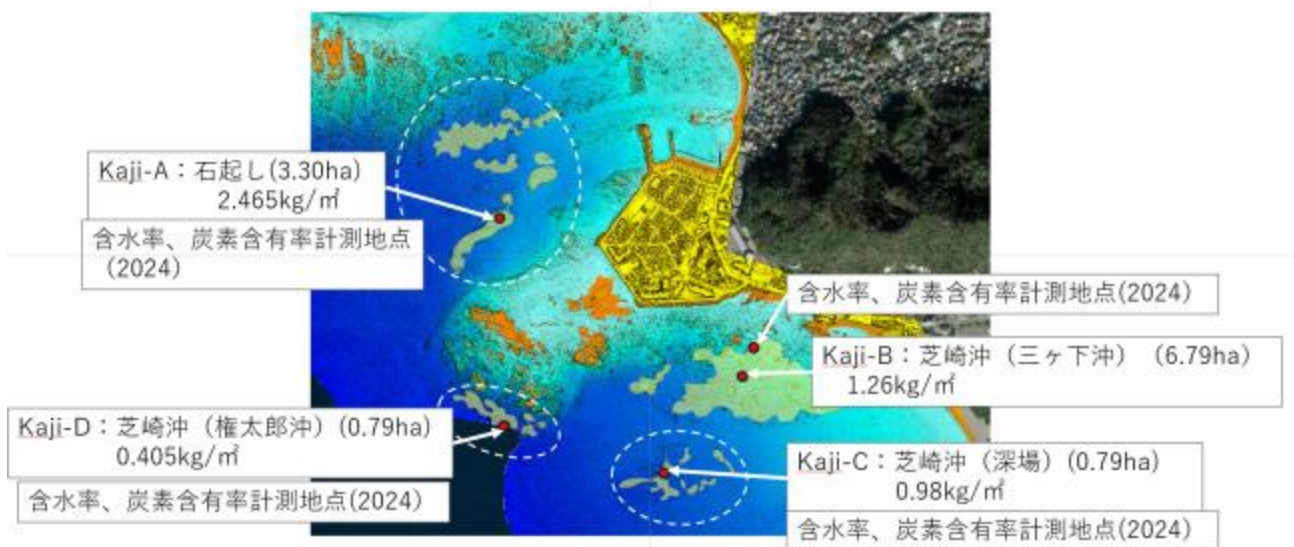 Kaji-A：石起し(3.30ha)
2.465kg/㎡
含水率、炭素含有率計測地点
（2024）
含水率、炭素含有率計測地点(2024）
Kaji-B：芝崎沖（三ヶ下沖）（6.79ha）
1.26kg/㎡
Kaji-D：芝崎沖（権太郎沖）(0.79ha)
0.405kg/㎡
含水率、炭素含有率計測地点(2024）
Kaji-C：芝崎沖（深場）(0.79ha)
0.98kg/㎡
含水率、炭素含有率計測地点(2024）